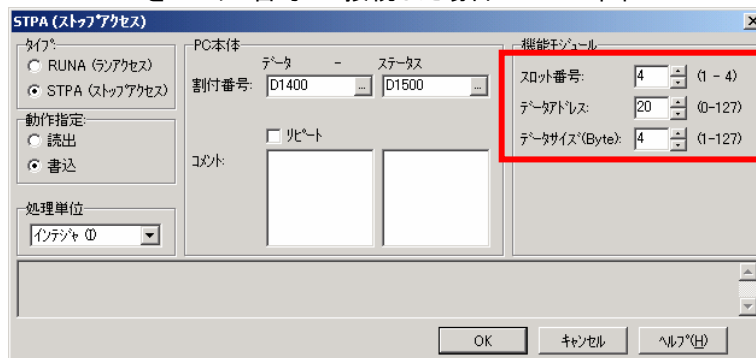 STPA (ストップアクセス)
タイプ:
RUNA (ランアクセス)
STPA (ストップアクセス)
動作指定:
読出
書込
処理単位
インテジャ (I)
PC本体
データ - ステータス
割付番号: D1400 ... D1500 ...
リピート
コメント:
機能モジュール
スロット番号: 4 (1 - 4)
データアドレス: 20 (0-127)
データサイズ(Byte): 4 (1-127)
OK キャンセル ヘルプ(H)